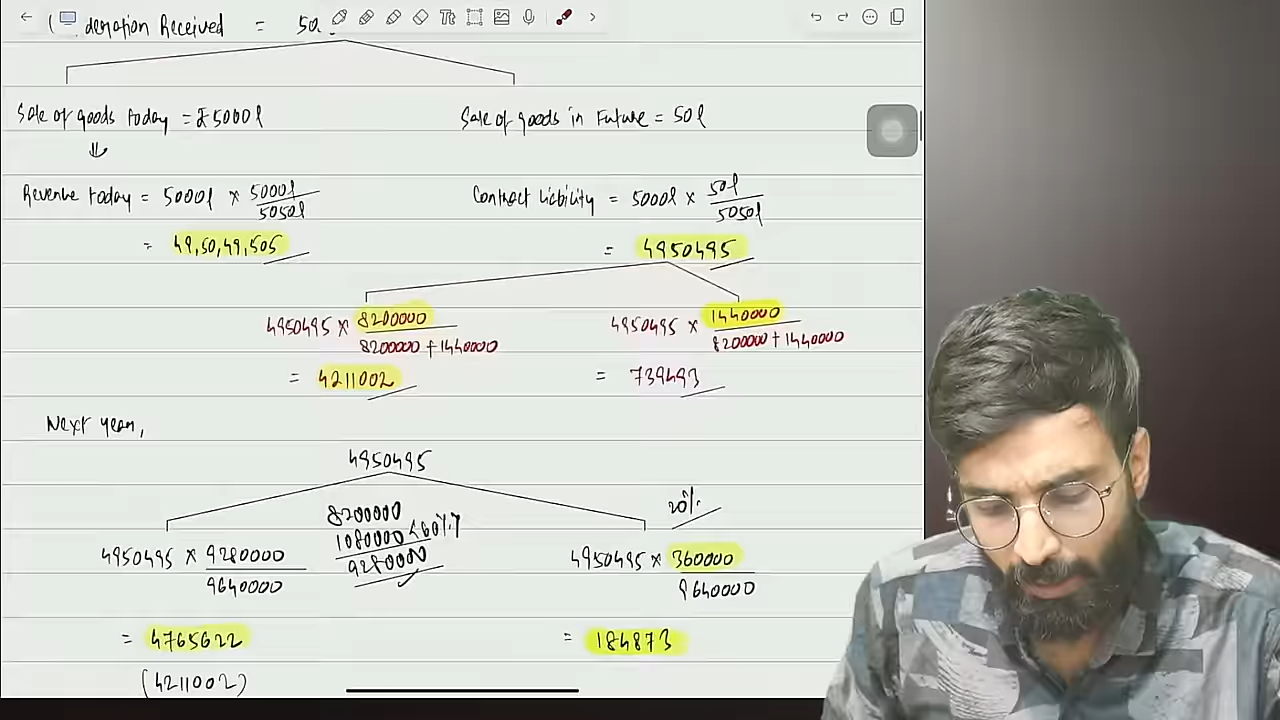 deration Received = 50
Sale of goods today = ₹5000l
Sale of goods in Future = 50l
Revenue today = 5000l × 5000l
5050l
Contract liability = 5000l × 50l
5050l
= 49,50,49,505
= 4950495
4950495 × 8200000
8200000 + 1440000
4950495 × 1440000
8200000 + 1440000
= 4211002
= 739493
Next year,
4950495
8200000
1080000 <60%>
9280000
20%
4950495 × 9280000
9640000
4950495 × 360000
9640000
= 4765622
(4211002)
= 184873